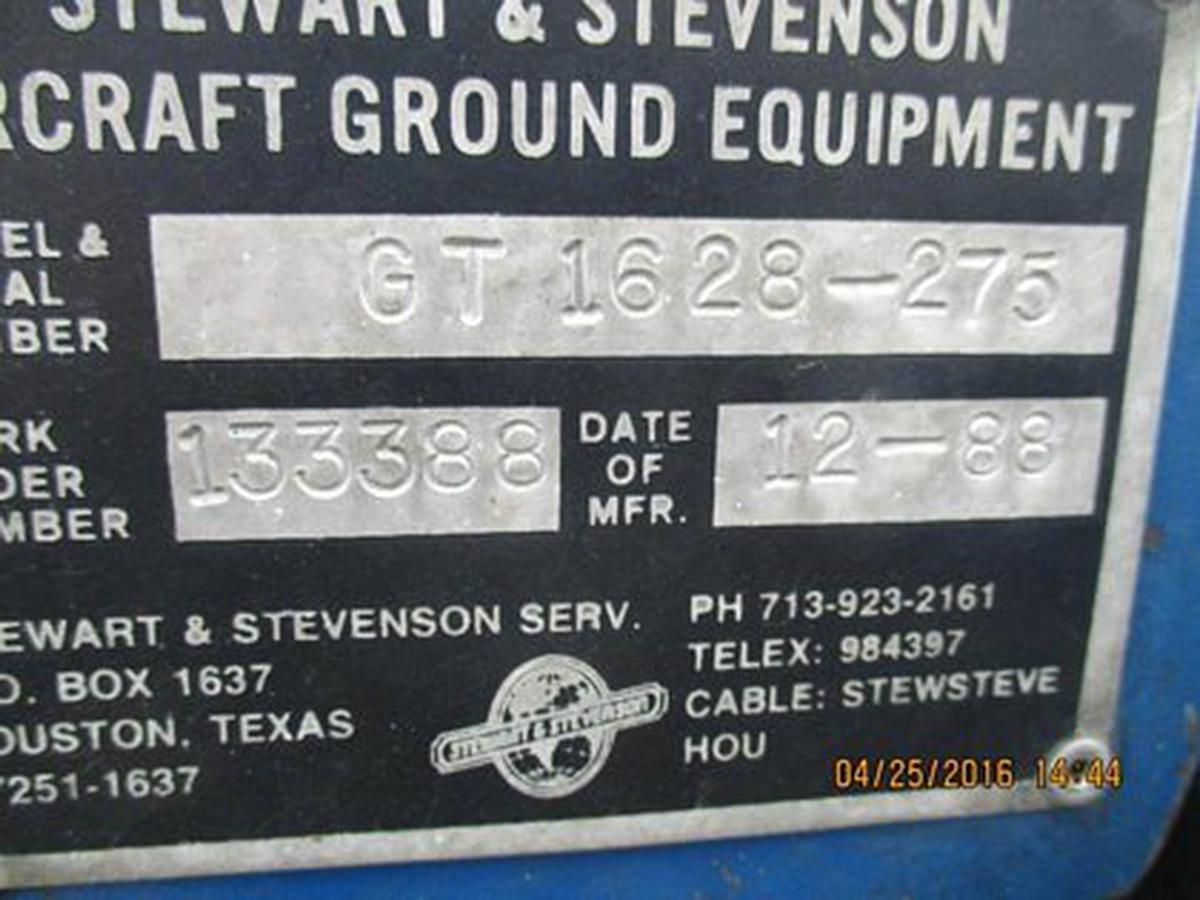 STEWART & STEVENSON
RCRAFT GROUND EQUIPMENT
EL &
AL
BER
GT 1628-275
RK
DER
MBER
133388
DATE
OF
MFR.
12-88
EWART & STEVENSON SERV.
O. BOX 1637
OUSTON, TEXAS
7251-1637
STEWART & STEVENSON
PH 713-923-2161
TELEX: 984397
CABLE: STEWSTEVE
HOU
04/25/2016 14:44